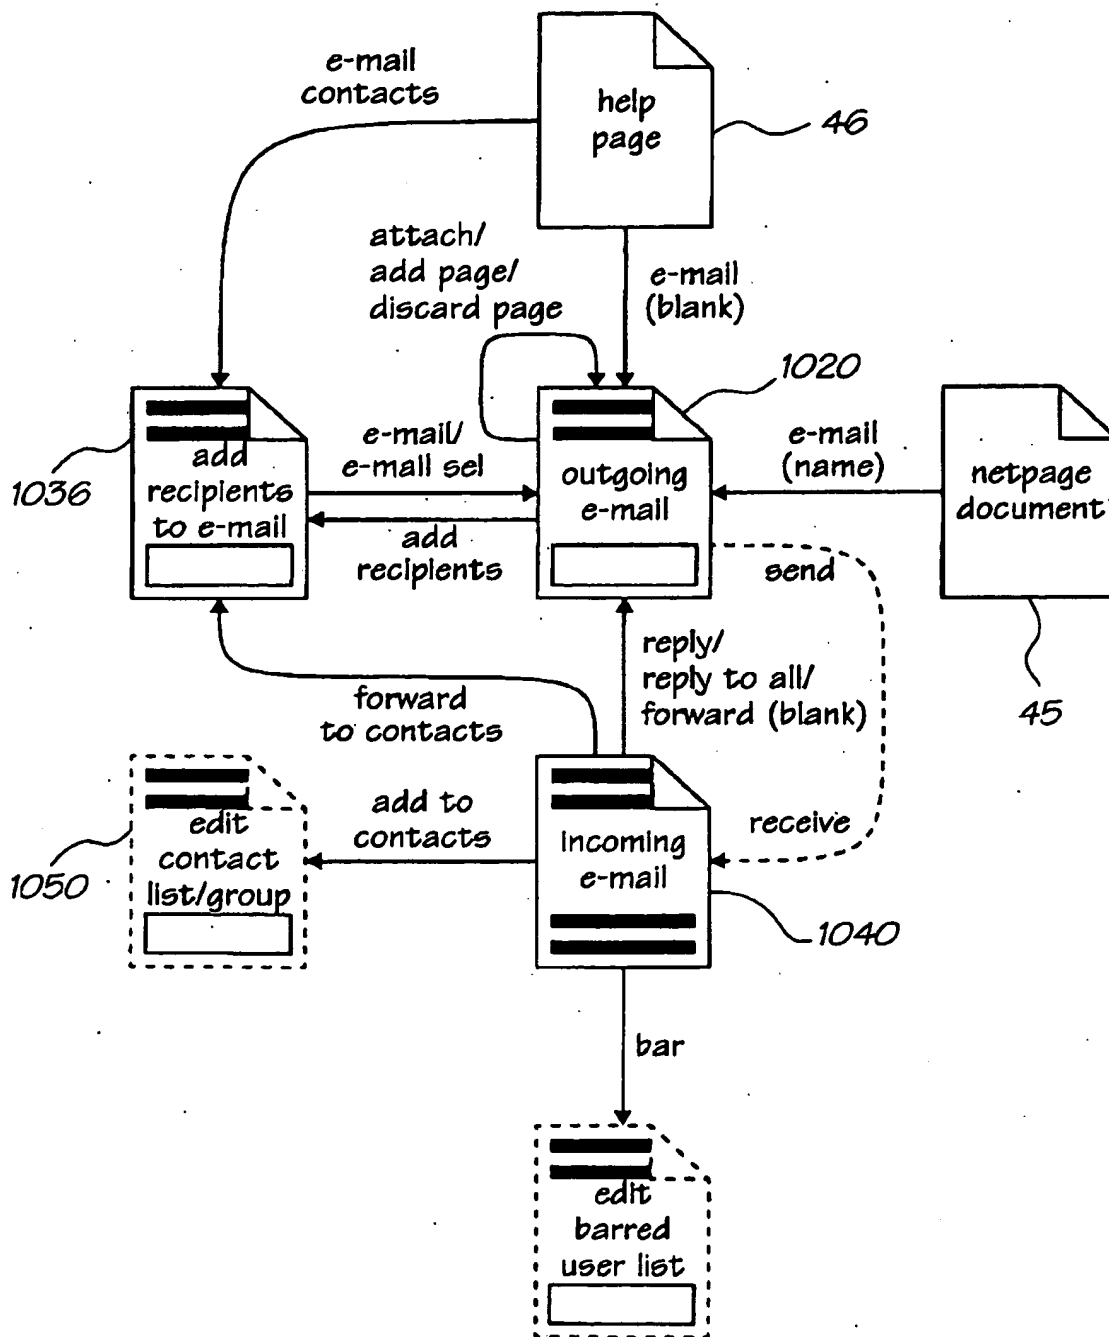 e-mail
contacts
help
page
46
attach/
add page/
discard page
e-mail
(blank)
1020
add
recipients
to e-mail
1036
e-mail/
e-mail sel
add
recipients
outgoing
e-mail
e-mail
(name)
netpage
document
45
send
reply/
reply to all/
forward (blank)
forward
to contacts
receive
edit
contact
list/group
1050
add to
contacts
incoming
e-mail
1040
bar
edit
barred
user list